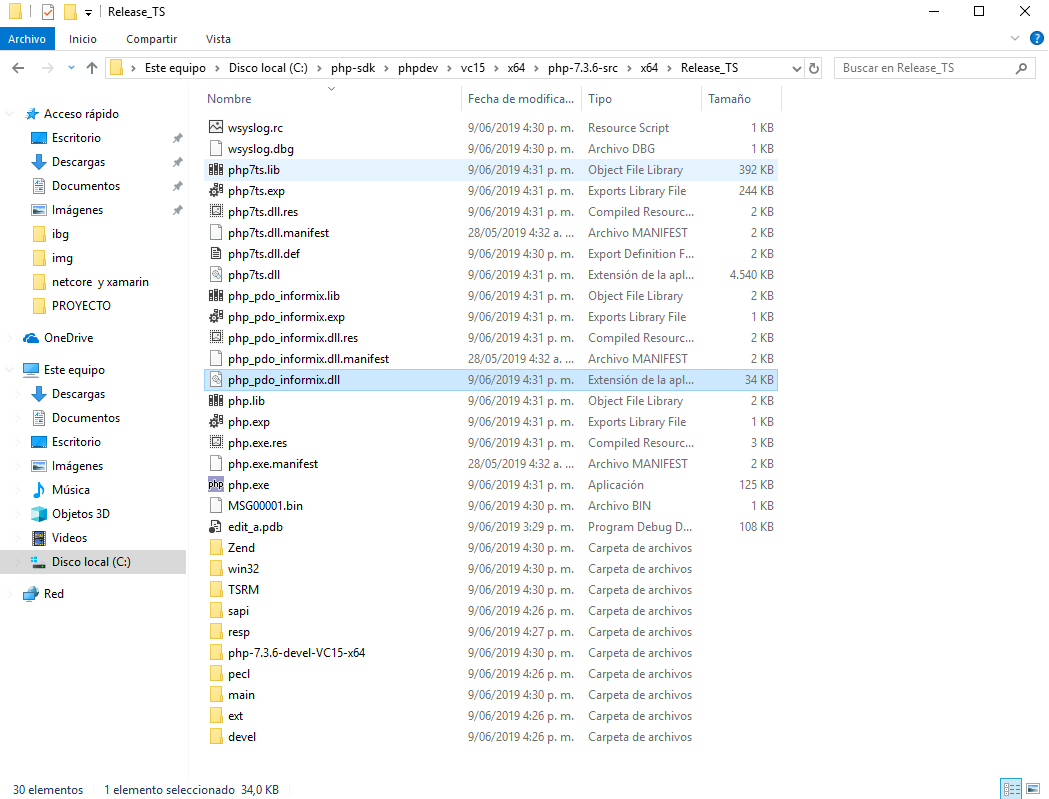 Release_TS
Archivo Inicio Compartir Vista
Este equipo Disco local (C:) php-sdk phpdev vc15 x64 php-7.3.6-src x64 Release_TS Buscar en Release_TS
Acceso rápido
Escritorio
Descargas
Documentos
Imágenes
ibg
img
netcore y xamarin
PROYECTO
OneDrive
Este equipo
Descargas
Documentos
Escritorio
Imágenes
Música
Objetos 3D
Videos
Disco local (C:)
Red
Nombre Fecha de modifica... Tipo Tamaño
wsyslog.rc 9/06/2019 4:30 p. m. Resource Script 1 KB
wsyslog.dbg 9/06/2019 4:30 p. m. Archivo DBG 1 KB
php7ts.lib 9/06/2019 4:31 p. m. Object File Library 392 KB
php7ts.exp 9/06/2019 4:31 p. m. Exports Library File 244 KB
php7ts.dll.res 9/06/2019 4:31 p. m. Compiled Resourc... 2 KB
php7ts.dll.manifest 28/05/2019 4:32 a. ... Archivo MANIFEST 2 KB
php7ts.dll.def 9/06/2019 4:30 p. m. Export Definition F... 2 KB
php7ts.dll 9/06/2019 4:31 p. m. Extensión de la apl... 4.540 KB
php_pdo_informix.lib 9/06/2019 4:31 p. m. Object File Library 2 KB
php_pdo_informix.exp 9/06/2019 4:31 p. m. Exports Library File 1 KB
php_pdo_informix.dll.res 9/06/2019 4:31 p. m. Compiled Resourc... 2 KB
php_pdo_informix.dll.manifest 28/05/2019 4:32 a. ... Archivo MANIFEST 2 KB
php_pdo_informix.dll 9/06/2019 4:31 p. m. Extensión de la apl... 34 KB
php.lib 9/06/2019 4:31 p. m. Object File Library 2 KB
php.exp 9/06/2019 4:31 p. m. Exports Library File 1 KB
php.exe.res 9/06/2019 4:31 p. m. Compiled Resourc... 3 KB
php.exe.manifest 28/05/2019 4:32 a. ... Archivo MANIFEST 2 KB
php php.exe 9/06/2019 4:31 p. m. Aplicación 125 KB
MSG00001.bin 9/06/2019 4:30 p. m. Archivo BIN 1 KB
edit_a.pdb 9/06/2019 3:29 p. m. Program Debug D... 108 KB
Zend 9/06/2019 4:30 p. m. Carpeta de archivos
win32 9/06/2019 4:30 p. m. Carpeta de archivos
TSRM 9/06/2019 4:30 p. m. Carpeta de archivos
sapi 9/06/2019 4:26 p. m. Carpeta de archivos
resp 9/06/2019 4:27 p. m. Carpeta de archivos
php-7.3.6-devel-VC15-x64 9/06/2019 4:30 p. m. Carpeta de archivos
pecl 9/06/2019 4:26 p. m. Carpeta de archivos
main 9/06/2019 4:30 p. m. Carpeta de archivos
ext 9/06/2019 4:26 p. m. Carpeta de archivos
devel 9/06/2019 4:26 p. m. Carpeta de archivos
30 elementos 1 elemento seleccionado 34,0 KB